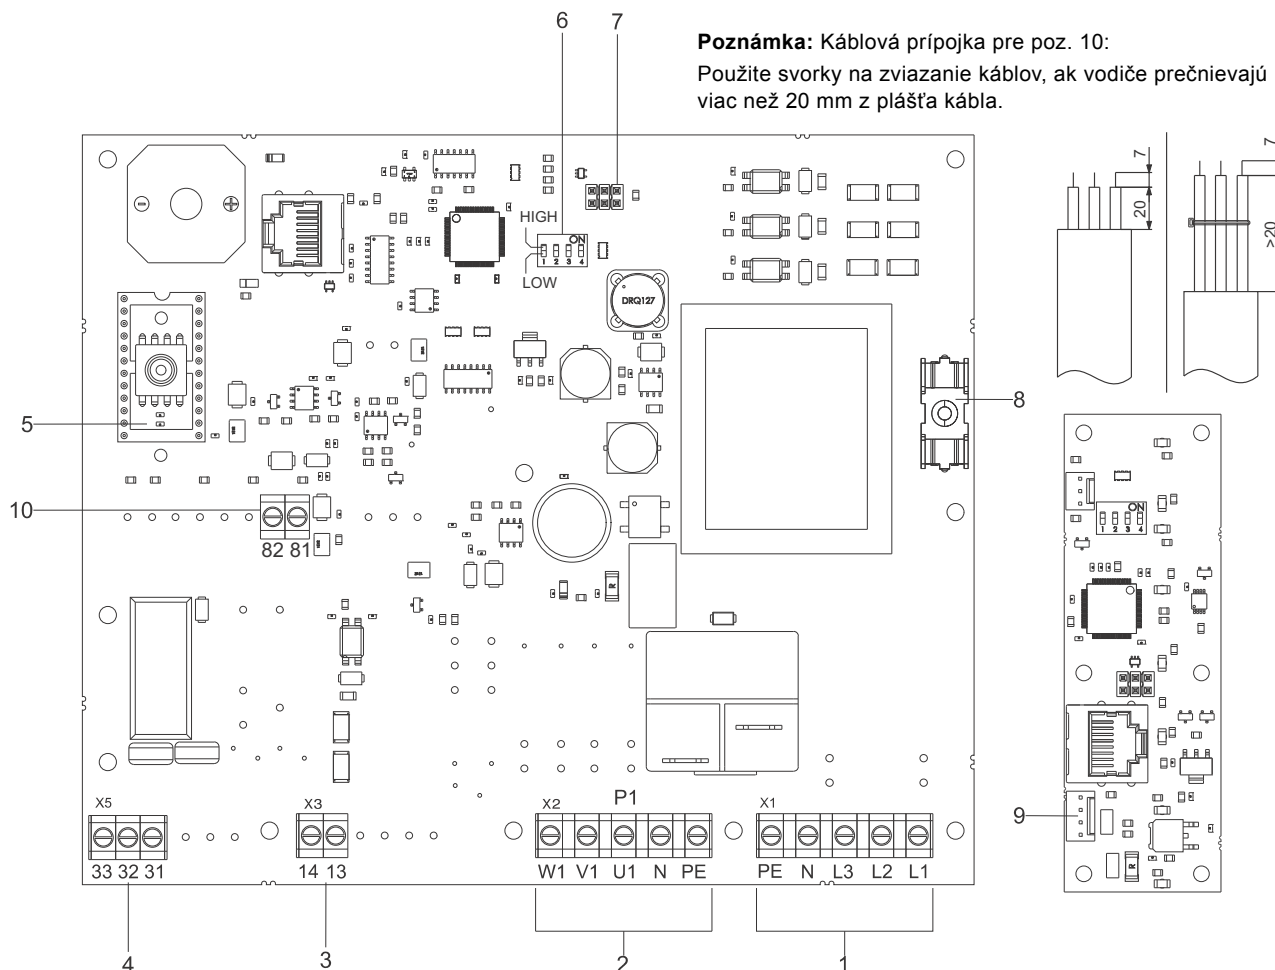 6 7
Poznámka: Káblová prípojka pre poz. 10:
Použite svorky na zviazanie káblov, ak vodiče prečnievajú
viac než 20 mm z plášťa kábla.
7
20
7
>20
HIGH
ON
1 2 3 4
LOW
DRQ127
5
8
10
82 81
ON
1 2 3 4
R
9
R
X5
33 32 31
X3
14 13
X2
P1
W1 V1 U1 N PE
X1
PE N L3 L2 L1
4
3
2
1